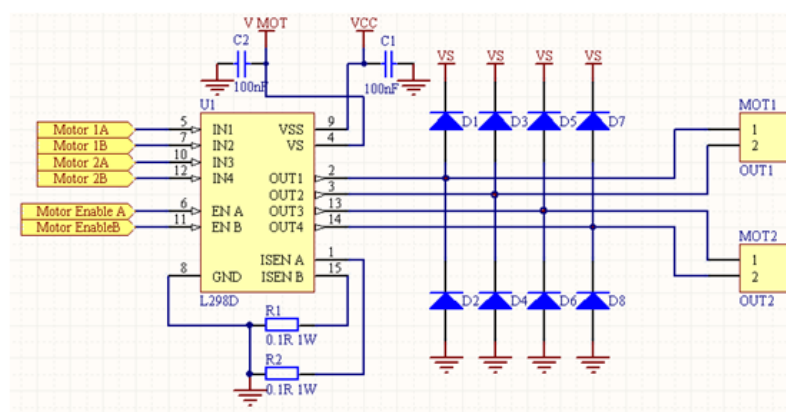 V MOT
VCC
C2
C1
100nF
100nF
VS
VS
VS
VS
U1
Motor 1A
5
IN1
VSS
9
Motor 1B
7
IN2
VS
4
Motor 2A
10
IN3
Motor 2B
12
IN4
OUT1
2
OUT2
3
Motor Enable A
6
EN A
OUT3
13
Motor EnableB
11
EN B
OUT4
14
ISEN A
1
8
GND
ISEN B
15
L298D
R1
0.1R 1W
R2
0.1R 1W
D1
D3
D5
D7
D2
D4
D6
D8
MOT1
1
2
OUT1
MOT2
1
2
OUT2